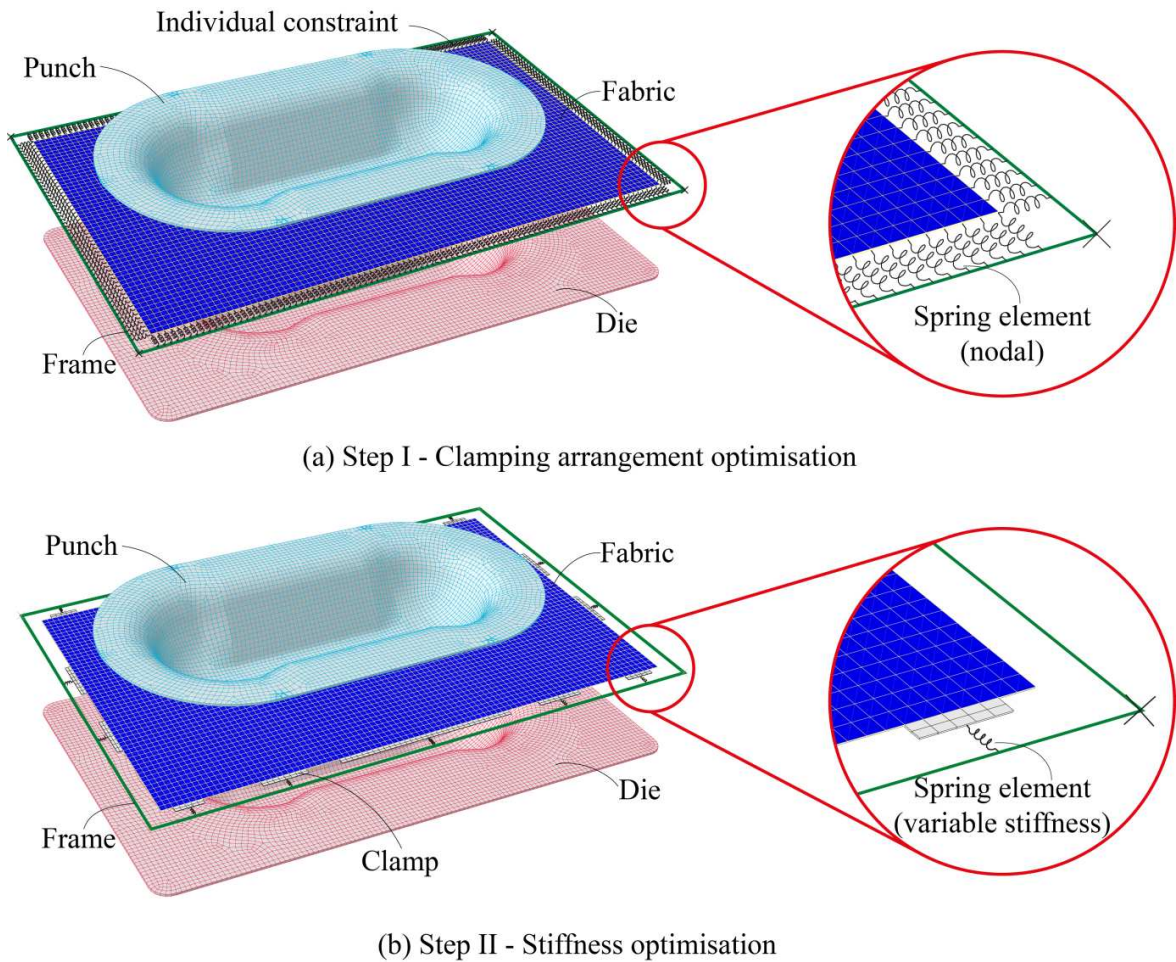 Individual constraint
Punch
Fabric
Frame
Die
Spring element
(nodal)
(a) Step I - Clamping arrangement optimisation
Punch
Fabric
Frame
Die
Clamp
Spring element
(variable stiffness)
(b) Step II - Stiffness optimisation